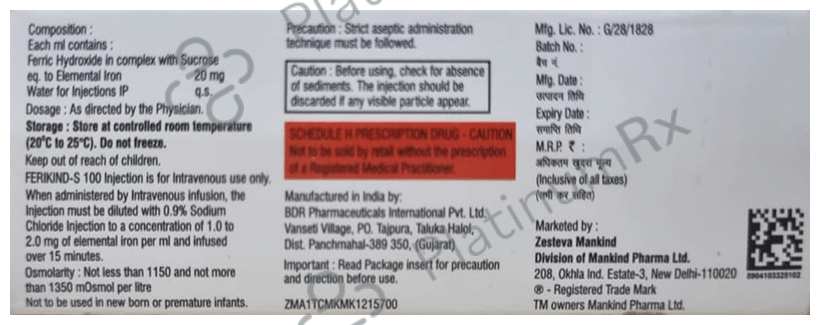 Composition :
Each ml contains :
Ferric Hydroxide in complex with Sucrose
eq. to Elemental Iron 20 mg
Water for Injections IP q.s.
Dosage : As directed by the Physician.
Storage : Store at controlled room temperature
(20°C to 25°C). Do not freeze.
Keep out of reach of children.
FERIKIND-S 100 Injection is for Intravenous use only.
When administered by Intravenous infusion, the
Injection must be diluted with 0.9% Sodium
Chloride Injection to a concentration of 1.0 to
2.0 mg of elemental iron per ml and infused
over 15 minutes.
Osmolarity : Not less than 1150 and not more
than 1350 mOsmol per litre
Not to be used in new born or premature infants.
Precaution : Strict aseptic administration
technique must be followed.
Caution : Before using, check for absence
of sediments. The injection should be
discarded if any visible particle appear.
SCHEDULE H PRESCRIPTION DRUG - CAUTION
Not to be sold by retail without the prescription
of a Registered Medical Practitioner.
Manufactured in India by:
BDR Pharmaceuticals International Pvt. Ltd.
Vanseti Village, PO. Tajpura, Taluka Halol,
Dist. Panchmahal-389 350, (Gujarat)
Important : Read Package insert for precaution
and direction before use.
ZMA1TCMKMK1215700
Mfg. Lic. No. : G/28/1828
Batch No. :
बैच नं.
Mfg. Date :
उत्पादन तिथि
Expiry Date :
समाप्ति तिथि
M.R.P. ₹ :
अधिकतम खुदरा मूल्य
(Inclusive of all taxes)
(सभी कर सहित)
Marketed by :
Zesteva Mankind
Division of Mankind Pharma Ltd.
208, Okhla Ind. Estate-3, New Delhi-110020
® - Registered Trade Mark
TM owners Mankind Pharma Ltd.
8904103325102
PlatinumRx